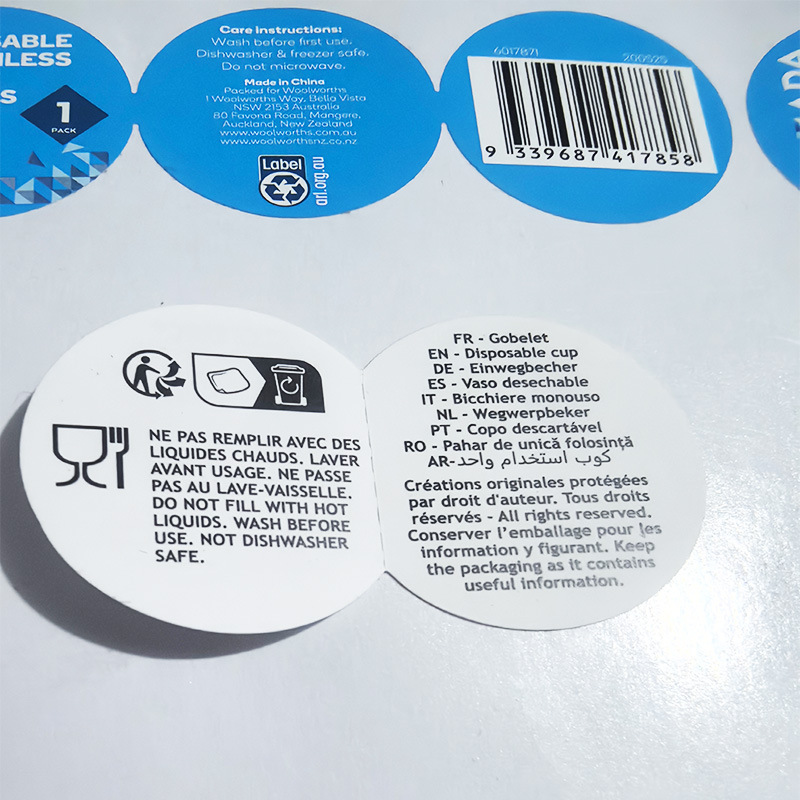 SABLE
NLESS
S
1
PACK
Care instructions:
Wash before first use.
Dishwasher & freezer safe.
Do not microwave.
Made in China
Packed for Woolworths
1 Woolworths Way, Bella Vista
NSW 2153 Australia
80 Favona Road, Mangere,
Auckland, New Zealand
www.woolworths.com.au
www.woolworthsnz.co.nz
Label
arl.org.au
6017871
200525
9 339687 417858
NE PAS REMPLIR AVEC DES
LIQUIDES CHAUDS. LAVER
AVANT USAGE. NE PASSE
PAS AU LAVE-VAISSELLE.
DO NOT FILL WITH HOT
LIQUIDS. WASH BEFORE
USE. NOT DISHWASHER
SAFE.
FR - Gobelet
EN - Disposable cup
DE - Einwegbecher
ES - Vaso desechable
IT - Bicchiere monouso
NL - Wegwerpbeker
PT - Copo descartável
RO - Pahar de unică folosință
AR-كوب استخدام واحد
Créations originales protégées
par droit d'auteur. Tous droits
réservés - All rights reserved.
Conserver l'emballage pour les
information y figurant. Keep
the packaging as it contains
useful information.